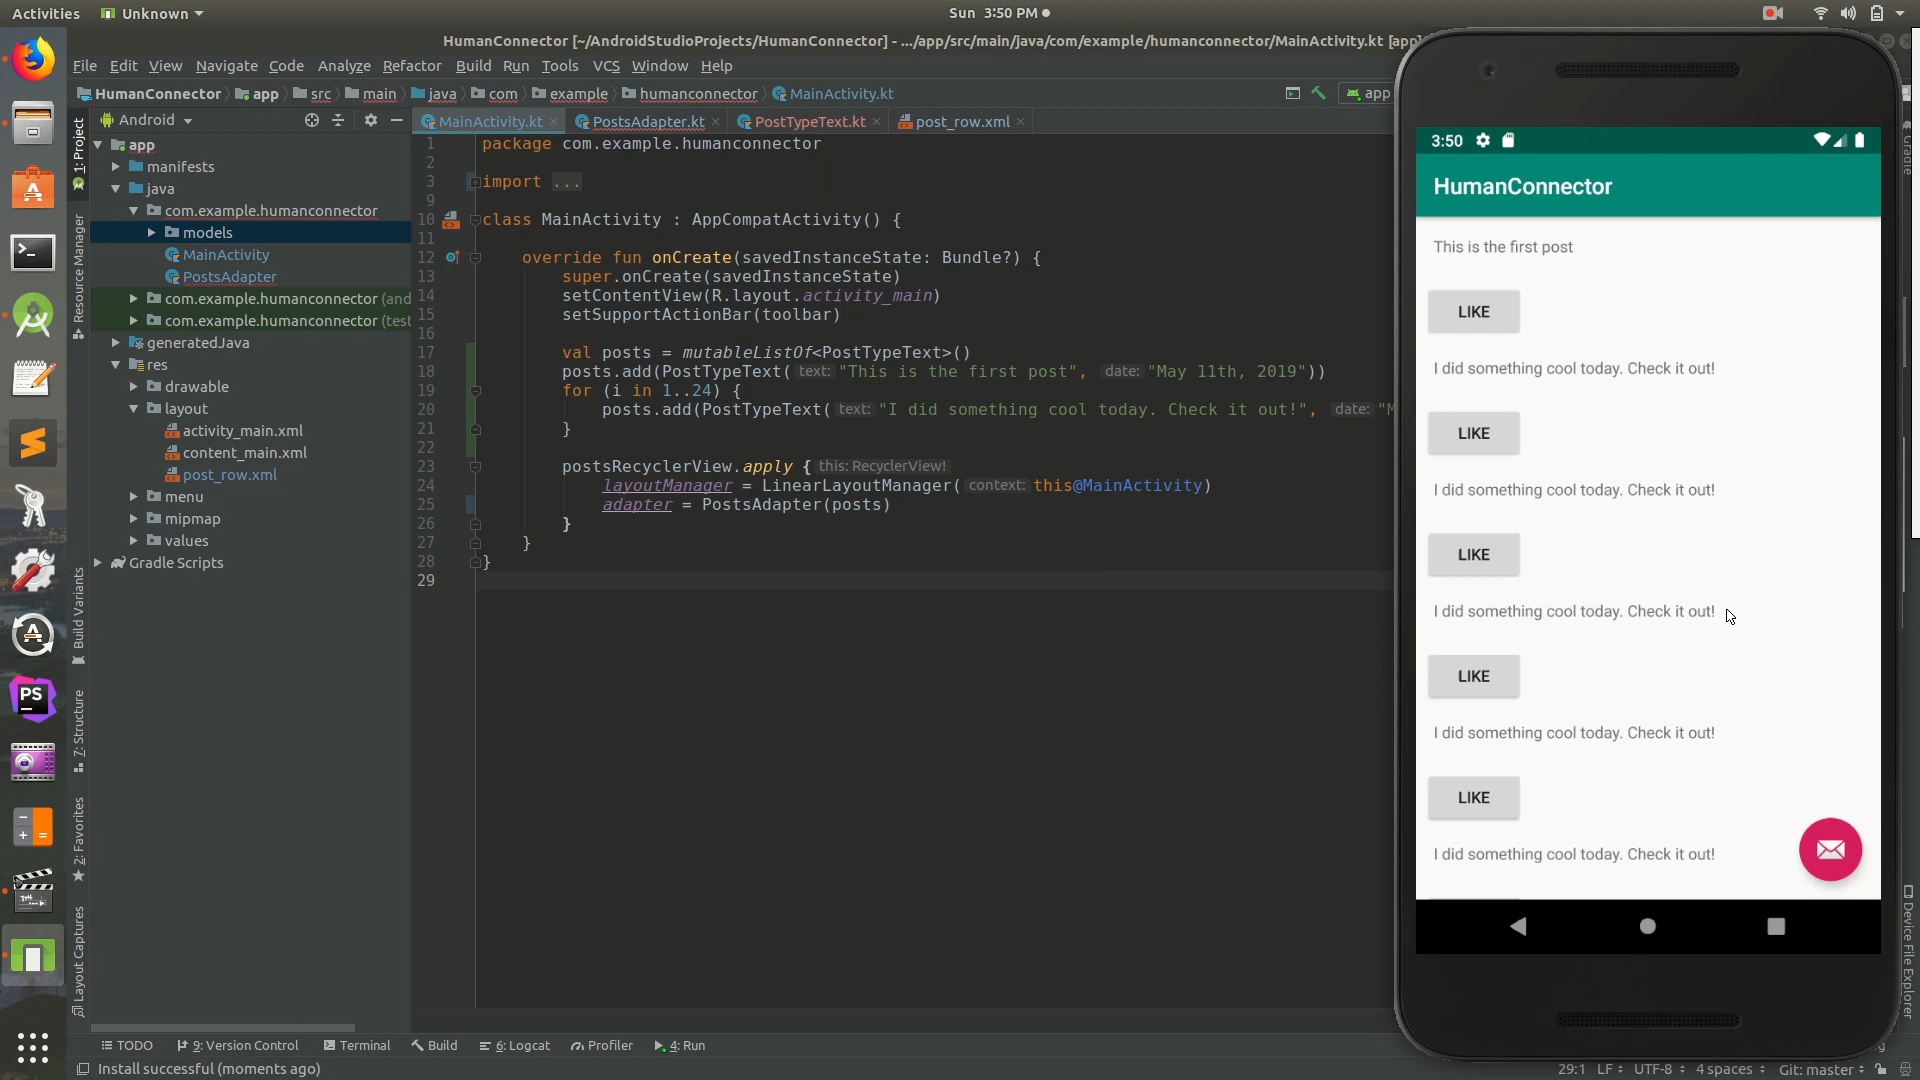 Activities
Unknown
Sun 3:50 PM
HumanConnector [~/AndroidStudioProjects/HumanConnector] - .../app/src/main/java/com/example/humanconnector/MainActivity.kt [app]
File Edit View Navigate Code Analyze Refactor Build Run Tools VCS Window Help
HumanConnector app src main java com example humanconnector MainActivity.kt
app
Android
MainActivity.kt
PostsAdapter.kt
PostTypeText.kt
post_row.xml
1: Project
Resource Manager
Build Variants
7: Structure
2: Favorites
Layout Captures
app
manifests
java
com.example.humanconnector
models
MainActivity
PostsAdapter
com.example.humanconnector (and
com.example.humanconnector (test
generatedJava
res
drawable
layout
activity_main.xml
content_main.xml
post_row.xml
menu
mipmap
values
Gradle Scripts
PS
1 package com.example.humanconnector
2
3 import ...
9
10 class MainActivity : AppCompatActivity() {
11
12 override fun onCreate(savedInstanceState: Bundle?) {
13 super.onCreate(savedInstanceState)
14 setContentView(R.layout.activity_main)
15 setSupportActionBar(toolbar)
16
17 val posts = mutableListOf<PostTypeText>()
18 posts.add(PostTypeText( text: "This is the first post", date: "May 11th, 2019"))
19 for (i in 1..24) {
20 posts.add(PostTypeText( text: "I did something cool today. Check it out!", date: "M
21 }
22
23 postsRecyclerView.apply { this: RecyclerView!
24 layoutManager = LinearLayoutManager( context: this@MainActivity)
25 adapter = PostsAdapter(posts)
26 }
27 }
28 }
29
3:50
HumanConnector
This is the first post
LIKE
I did something cool today. Check it out!
LIKE
I did something cool today. Check it out!
LIKE
I did something cool today. Check it out!
LIKE
I did something cool today. Check it out!
LIKE
I did something cool today. Check it out!
Gradle
Device File Explorer
TODO
9: Version Control
Terminal
Build
6: Logcat
Profiler
4: Run
Install successful (moments ago)
29:1 LF UTF-8 4 spaces Git: master